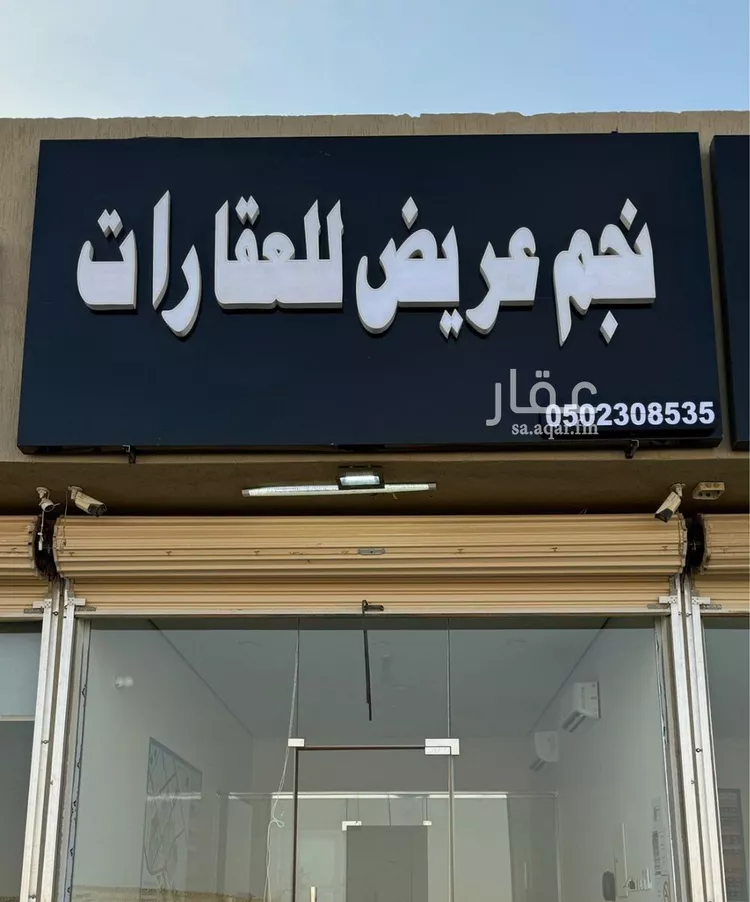 نجم عريض للعقارات
عقار
0502308535
sa.aqar.fm